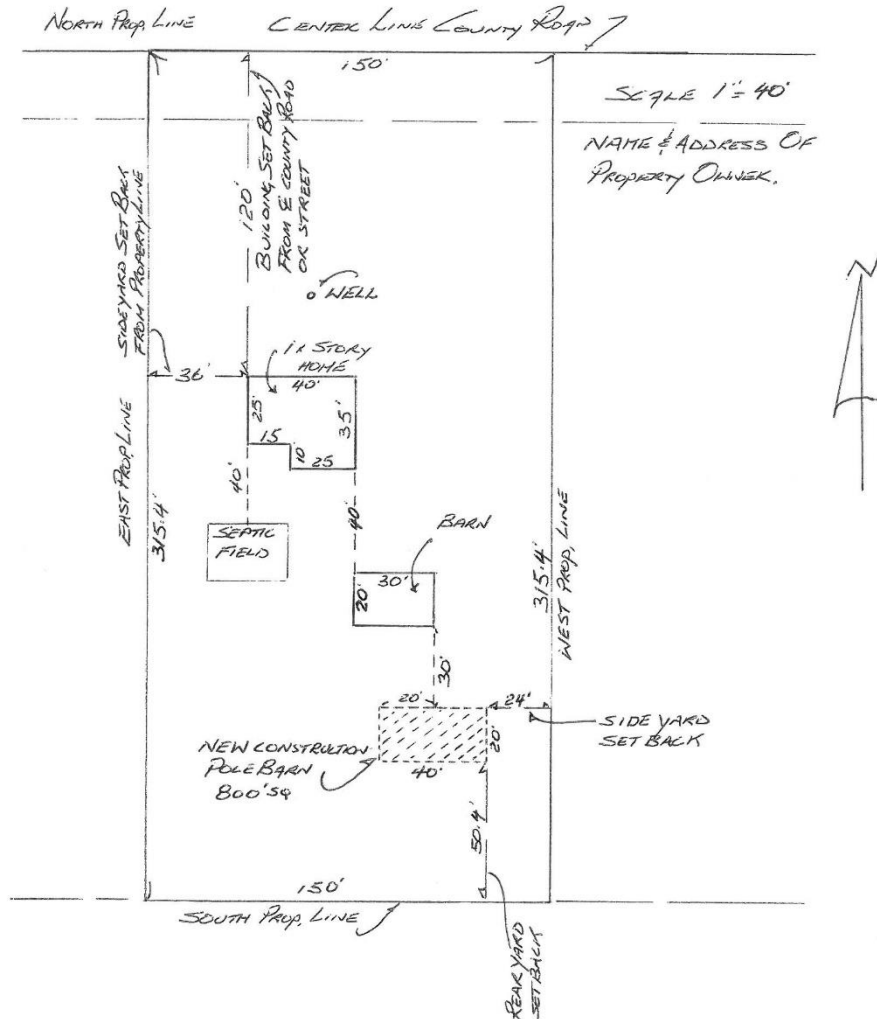 NORTH PROP. LINE
CENTER LINE COUNTY ROAD
150'
SCALE 1" = 40'
NAME & ADDRESS OF
PROPERTY OWNER.
BUILDING SET BACK
FROM ℄ COUNTY ROAD
OR STREET
120'
SIDEYARD SET BACK
FROM PROPERTY LINE
WELL
N
36'
1x STORY
HOME
40'
25'
35'
15
10'
25
40'
40'
EAST PROP. LINE
315.4'
SEPTIC
FIELD
BARN
30'
20'
315.4'
WEST PROP. LINE
30'
20'
24'
SIDE YARD
SET BACK
20'
NEW CONSTRUCTION
POLE BARN
800' SQ
40'
50.4'
150'
SOUTH PROP. LINE
REAR YARD
SET BACK